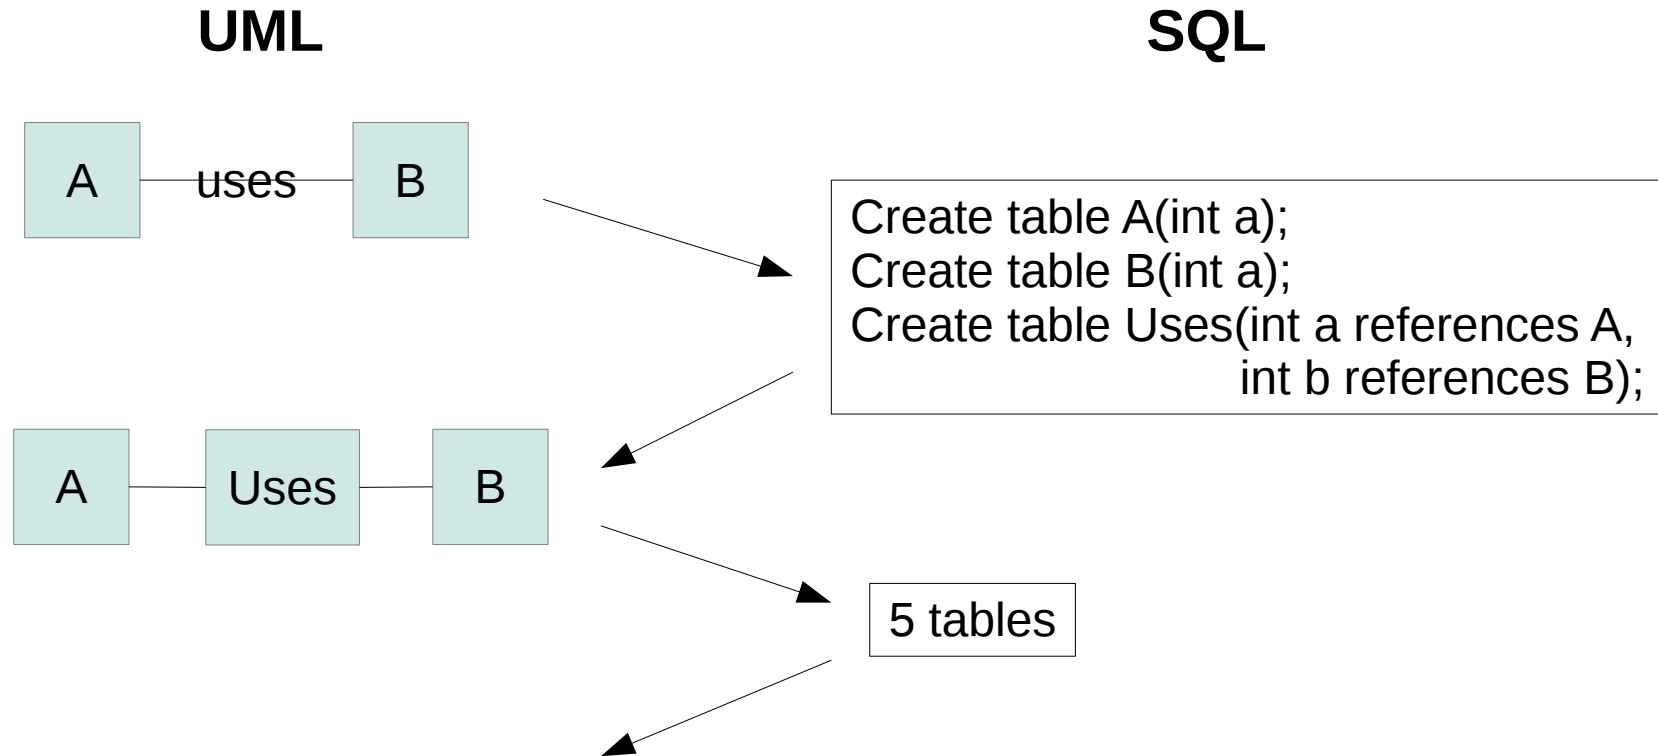 UML
SQL
A uses B
Create table A(int a);
Create table B(int a);
Create table Uses(int a references A,
int b references B);
A Uses B
5 tables